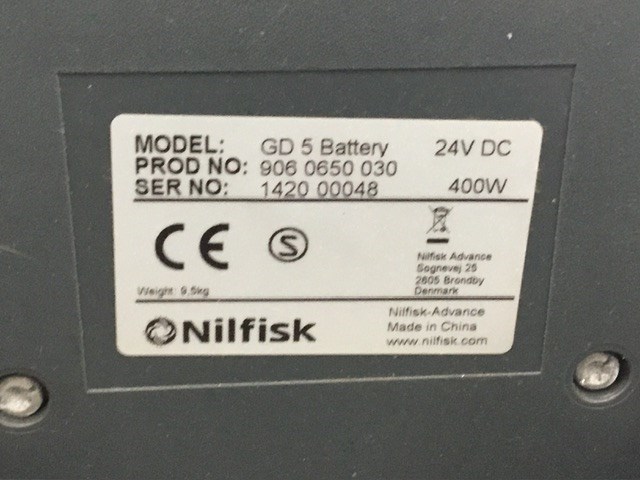 MODEL: GD 5 Battery 24V DC
PROD NO: 906 0650 030
SER NO: 1420 00048 400W
CE S
Nilfisk Advance
Sognevej 25
2605 Brondby
Denmark
Weight: 9,5kg
Nilfisk
Nilfisk-Advance
Made in China
www.nilfisk.com